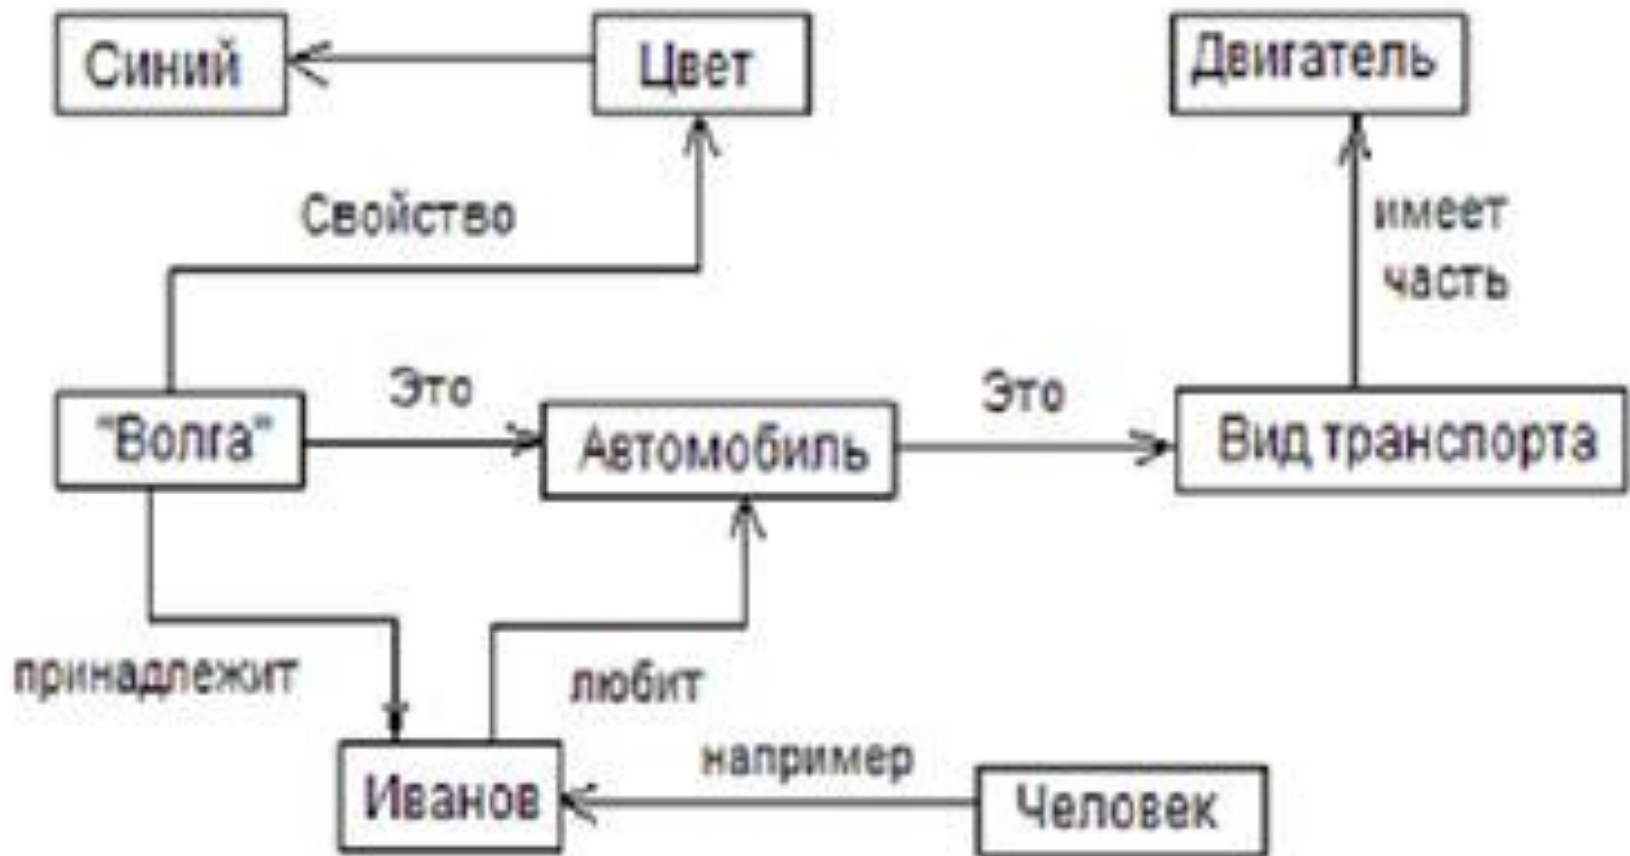 Синий
Цвет
Двигатель
Свойство
имеет
часть
"Волга"
Это
Автомобиль
Это
Вид транспорта
принадлежит
любит
например
Иванов
Человек